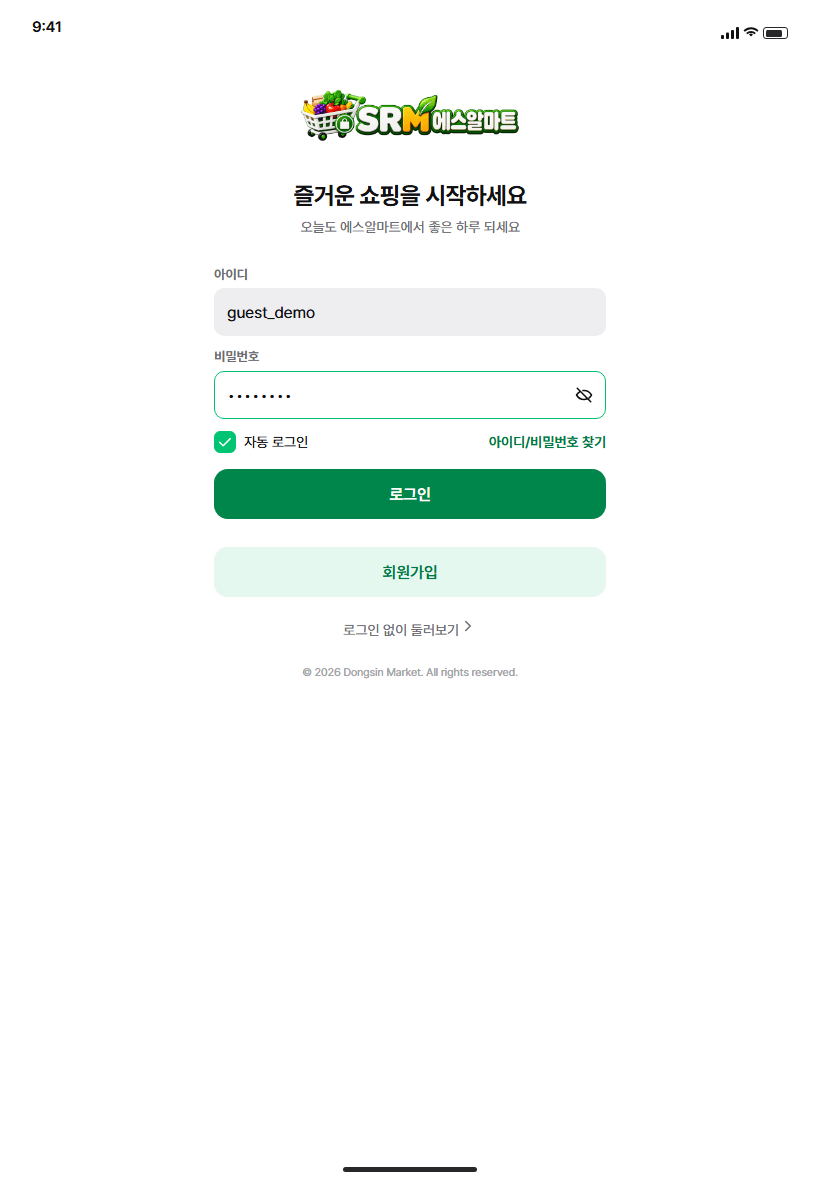 9:41
SRM 에스알마트
즐거운 쇼핑을 시작하세요
오늘도 에스알마트에서 좋은 하루 되세요
아이디
guest_demo
비밀번호
••••••••
자동 로그인
아이디/비밀번호 찾기
로그인
회원가입
로그인 없이 둘러보기
© 2026 Dongsin Market. All rights reserved.